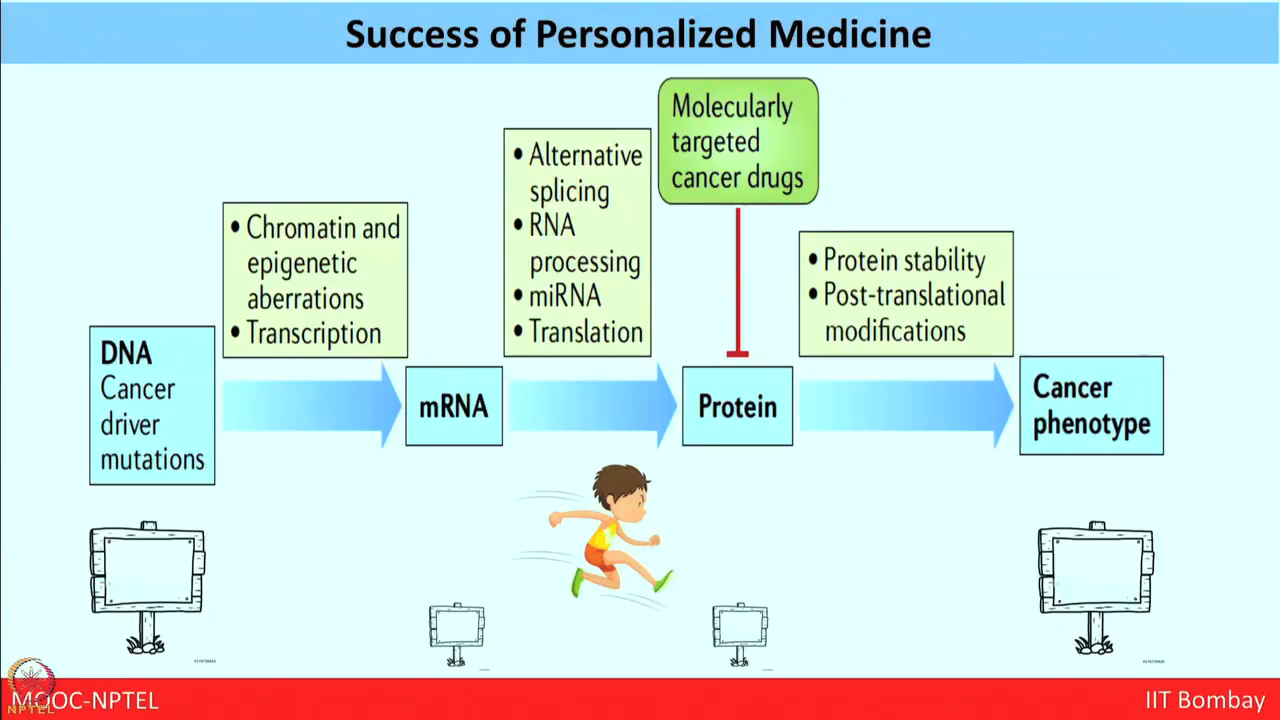 Success of Personalized Medicine
Molecularly
targeted
cancer drugs
• Alternative
splicing
• RNA
processing
• miRNA
• Translation
• Chromatin and
epigenetic
aberrations
• Transcription
• Protein stability
• Post-translational
modifications
DNA
Cancer
driver
mutations
mRNA
Protein
Cancer
phenotype
MOOC-NPTEL
NPTEL
IIT Bombay